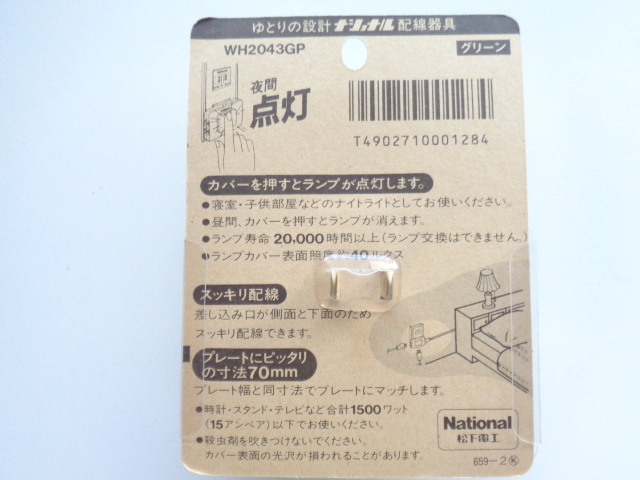 ゆとりの設計 ナショナル 配線器具
WH2043GP
グリーン
夜間
点灯
T4902710001284
カバーを押すとランプが点灯します。
●寝室・子供部屋などのナイトライトとしてお使いください。
●昼間、カバーを押すとランプが消えます。
●ランプ寿命20,000時間以上(ランプ交換はできません。)
●ランプカバー表面照度約40ルクス
スッキリ配線
差し込み口が側面と下面のため
スッキリ配線できます。
プレートにピッタリ
の寸法70mm
プレート幅と同寸法でプレートにマッチします。
●時計・スタンド・テレビなど合計1500ワット
(15アンペア)以下でお使いください。
●殺虫剤を吹きつけないでください。
カバー表面の光沢が損われることがあります。
National
松下電工
659-2Ⓚ